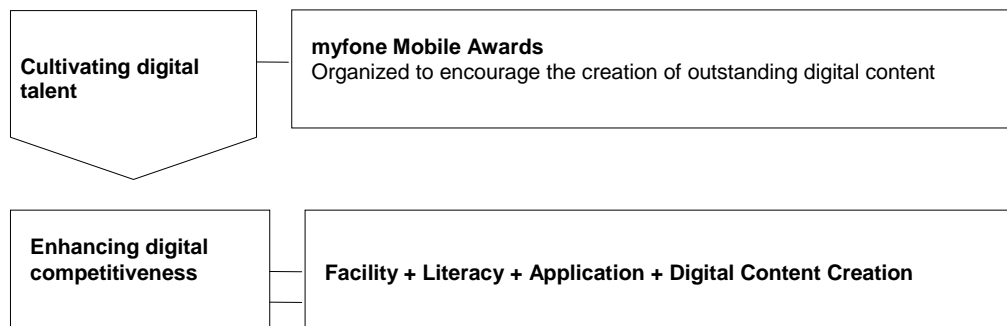 Cultivating digital
talent
myfone Mobile Awards
Organized to encourage the creation of outstanding digital content
Enhancing digital
competitiveness
Facility + Literacy + Application + Digital Content Creation